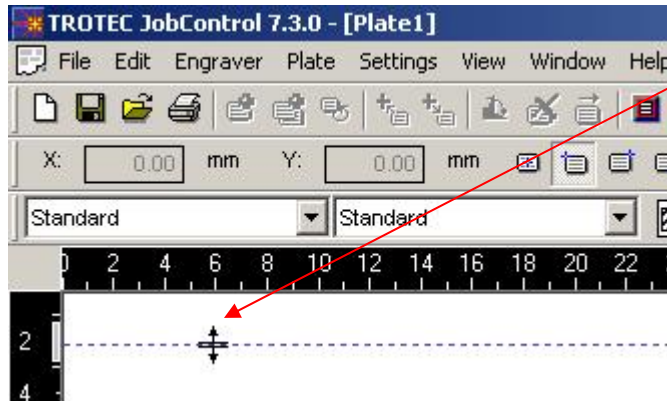 TROTEC JobControl 7.3.0 - [Plate1]
File Edit Engraver Plate Settings View Window Help
X: 0.00 mm Y: 0.00 mm
Standard Standard
0 2 4 6 8 10 12 14 16 18 20 22
2
4